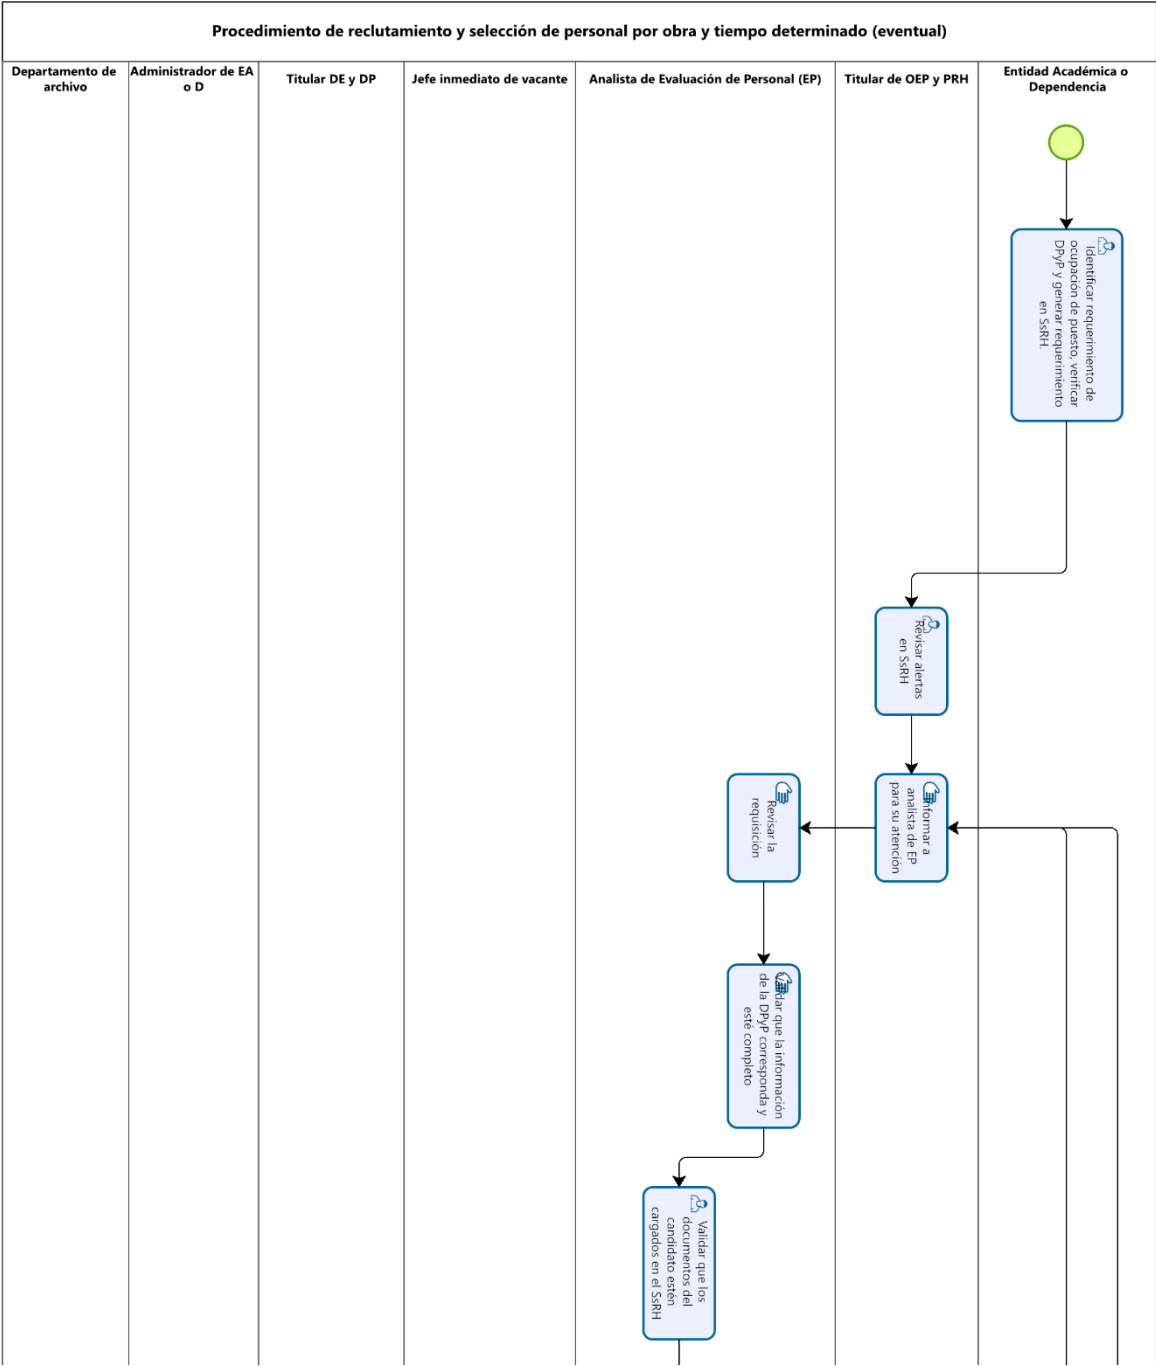 Procedimiento de reclutamiento y selección de personal por obra y tiempo determinado (eventual)
Departamento de
archivo
Administrador de EA
o D
Titular DE y DP
Jefe inmediato de vacante
Analista de Evaluación de Personal (EP)
Titular de OEP y PRH
Entidad Académica o
Dependencia
Identificar requerimiento de
ocupación de puesto, verificar
DPyP y generar requerimiento
en SsRH.
Revisar alertas
en SsRH
Informar a
analista de EP
para su atención
Revisar la
requisición
Validar que la información
de la DPyP corresponda y
esté completo
Validar que los
documentos del
candidato estén
cargados en el SsRH